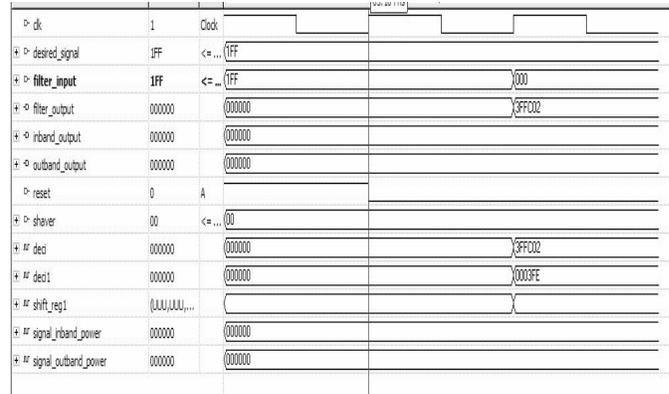 clk 1 Clock
desired_signal 1FF <= ... 1FF
filter_input 1FF <= ... 1FF 000
filter_output 000000 000000 3FFC02
inband_output 000000 000000
outband_output 000000 000000
reset 0 A
shaver 00 <= ... 00
deci 000000 000000 3FFC02
deci1 000000 000000 0003FE
shift_reg1 (UUU,UUU,...
signal_inband_power 000000 000000
signal_outband_power 000000 000000